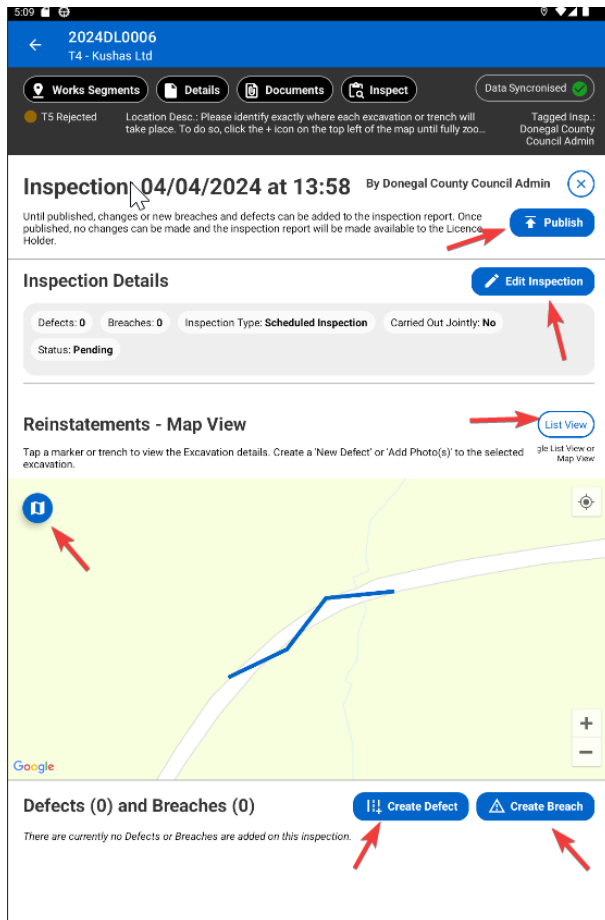 5:09
2024DL0006
T4 - Kushas Ltd
Works Segments Details Documents Inspect Data Syncronised
T5 Rejected Location Desc.: Please identify exactly where each excavation or trench will Tagged Insp.:
take place. To do so, click the + icon on the top left of the map until fully zoo... Donegal County
Council Admin
Inspection 04/04/2024 at 13:58 By Donegal County Council Admin
Until published, changes or new breaches and defects can be added to the inspection report. Once
published, no changes can be made and the inspection report will be made available to the Licence
Holder.
Publish
Inspection Details Edit Inspection
Defects: 0 Breaches: 0 Inspection Type: Scheduled Inspection Carried Out Jointly: No
Status: Pending
Reinstatements - Map View List View
Tap a marker or trench to view the Excavation details. Create a 'New Defect' or 'Add Photo(s)' to the selected
excavation.
gle List View or
Map View
Google
Defects (0) and Breaches (0) Create Defect Create Breach
There are currently no Defects or Breaches are added on this inspection.